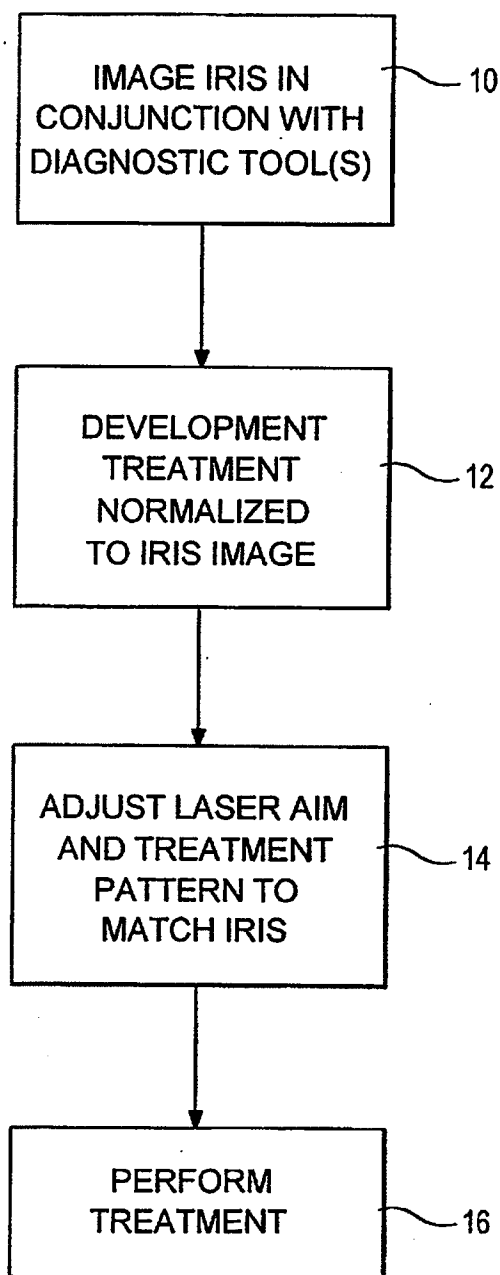 IMAGE IRIS IN
CONJUNCTION WITH
DIAGNOSTIC TOOL(S)
10
DEVELOPMENT
TREATMENT
NORMALIZED
TO IRIS IMAGE
12
ADJUST LASER AIM
AND TREATMENT
PATTERN TO
MATCH IRIS
14
PERFORM
TREATMENT
16